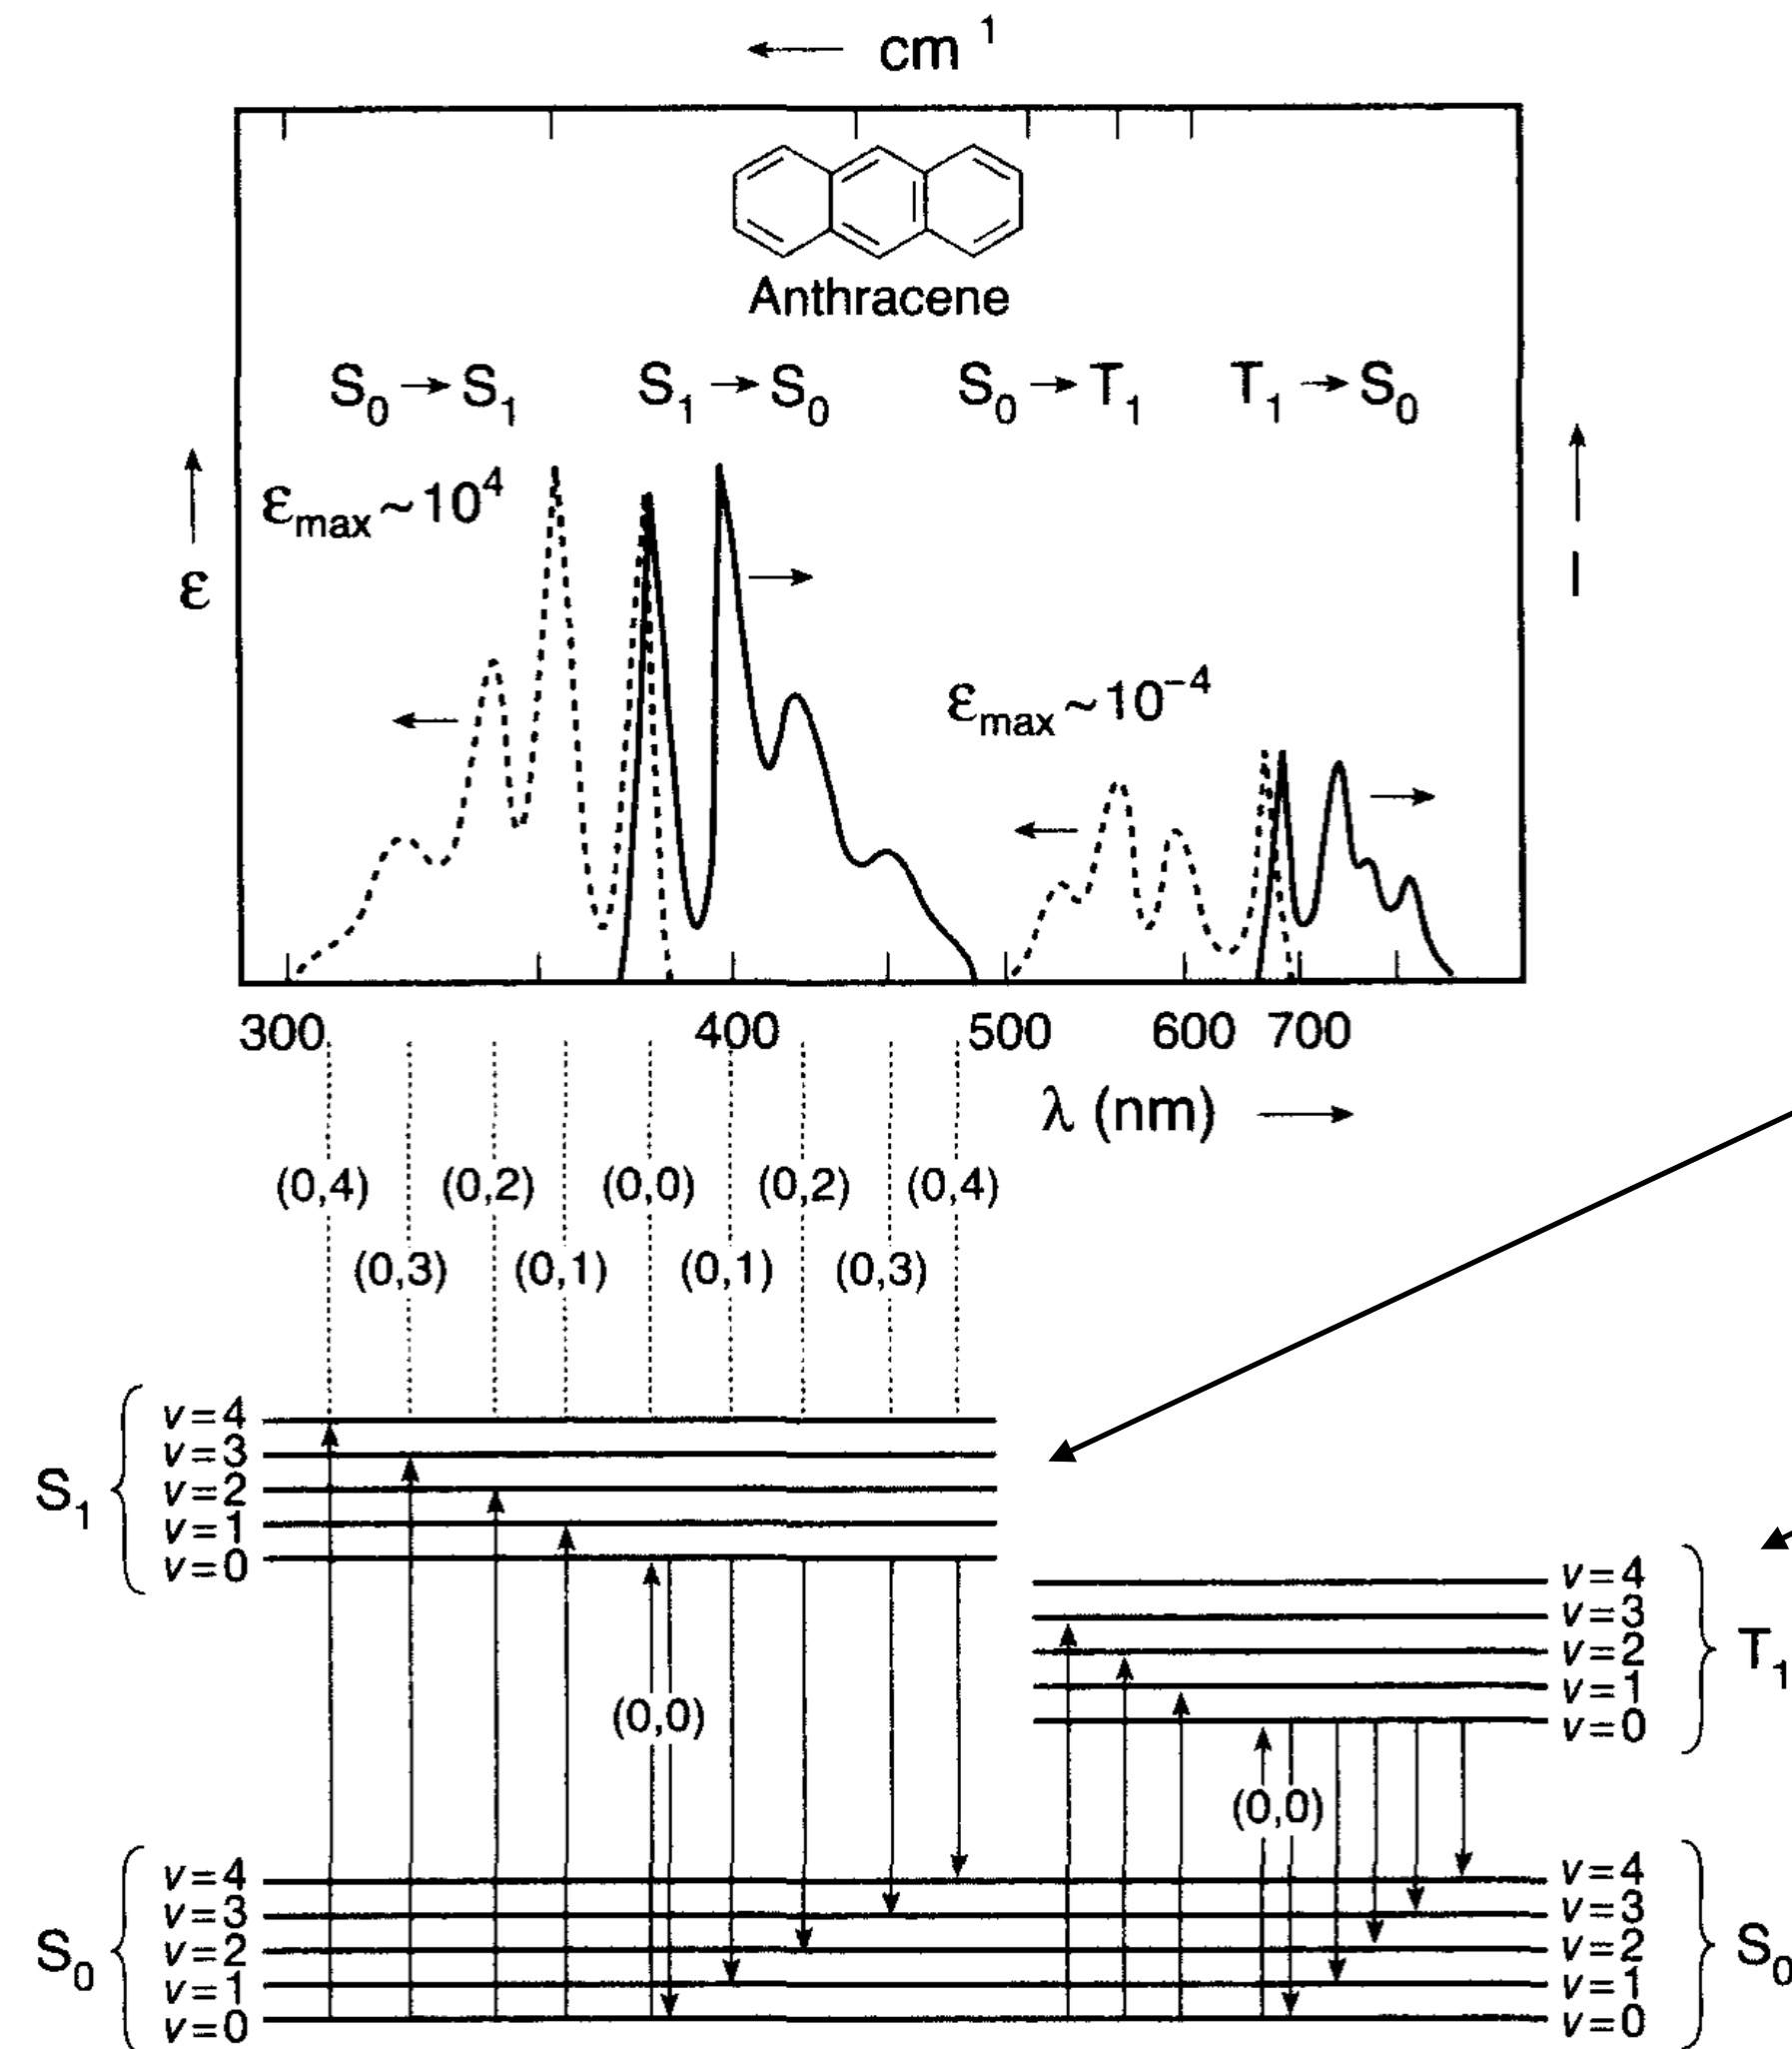 ← cm 1
Anthracene
S0 → S1 S1 → S0 S0 → T1 T1 → S0
εmax ~ 10^4
ε I
εmax ~ 10^−4
300 400 500 600 700
λ (nm) →
(0,4) (0,2) (0,0) (0,2) (0,4)
(0,3) (0,1) (0,1) (0,3)
v = 4
v = 3
S1 v = 2
v = 1
v = 0
v = 4
v = 3
v = 2 T1
v = 1
v = 0
(0,0)
(0,0)
v = 4 v = 4
v = 3 v = 3
S0 v = 2 v = 2 S0
v = 1 v = 1
v = 0 v = 0